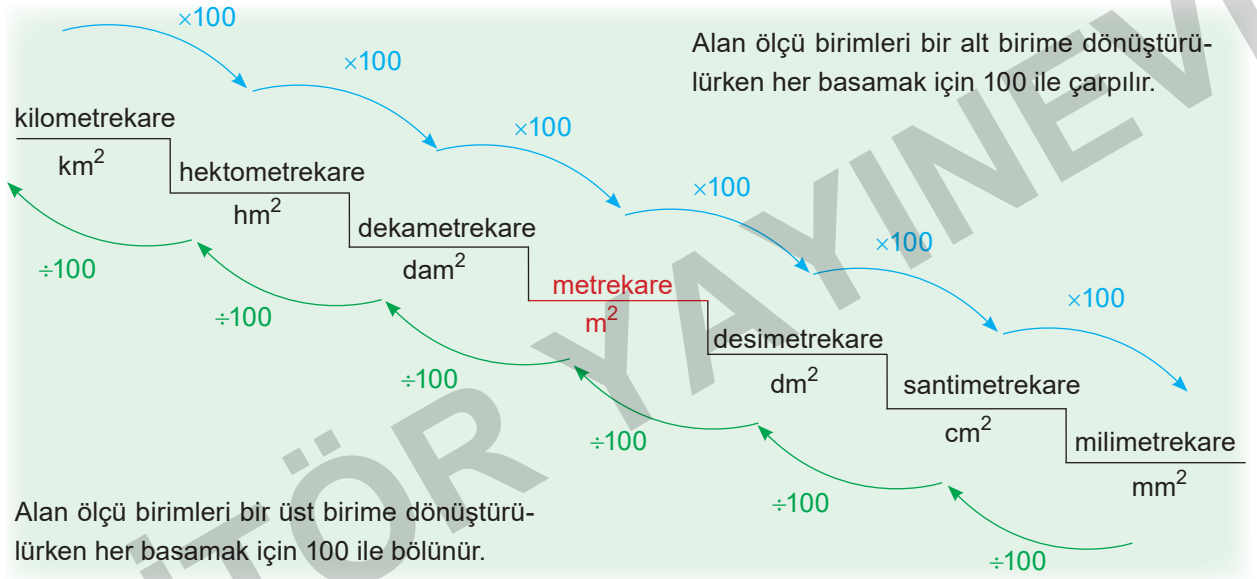 ×100
×100
×100
×100
×100
×100
Alan ölçü birimleri bir alt birime dönüştürü-
lürken her basamak için 100 ile çarpılır.
kilometrekare
km²
hektometrekare
hm²
dekametrekare
dam²
metrekare
m²
desimetrekare
dm²
santimetrekare
cm²
milimetrekare
mm²
÷100
÷100
÷100
÷100
÷100
÷100
Alan ölçü birimleri bir üst birime dönüştürü-
lürken her basamak için 100 ile bölünür.
İTÖR YAYINEV